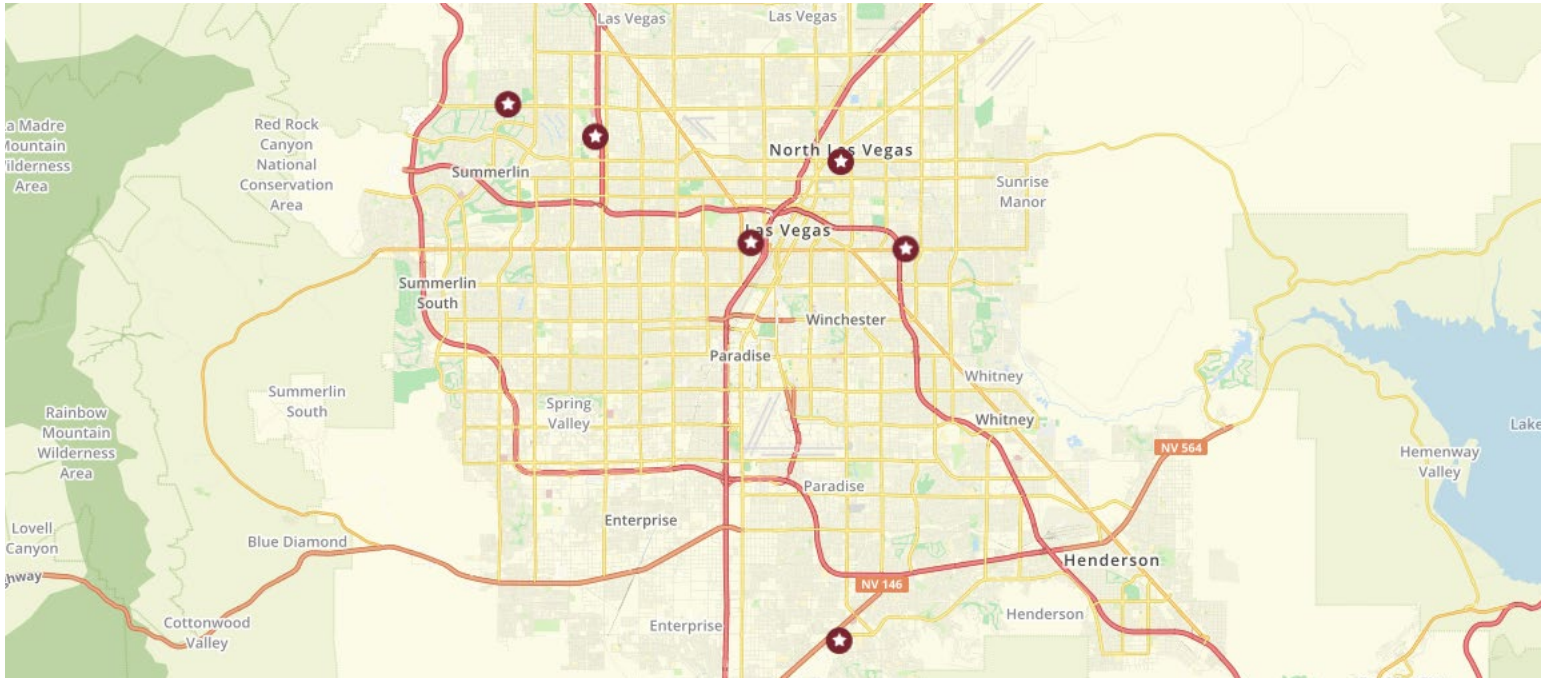 Las Vegas
Las Vegas
Madre
Mountain
Wilderness
Area
Red Rock
Canyon
National
Conservation
Area
Summerlin
North Las Vegas
Sunrise
Manor
Las Vegas
Summerlin
South
Winchester
Paradise
Whitney
Summerlin
South
Spring
Valley
Whitney
Rainbow
Mountain
Wilderness
Area
NV 564
Hemenway
Valley
Lake
Paradise
Enterprise
Lovell
Canyon
Blue Diamond
Henderson
ghway
NV 146
Cottonwood
Valley
Enterprise
Henderson